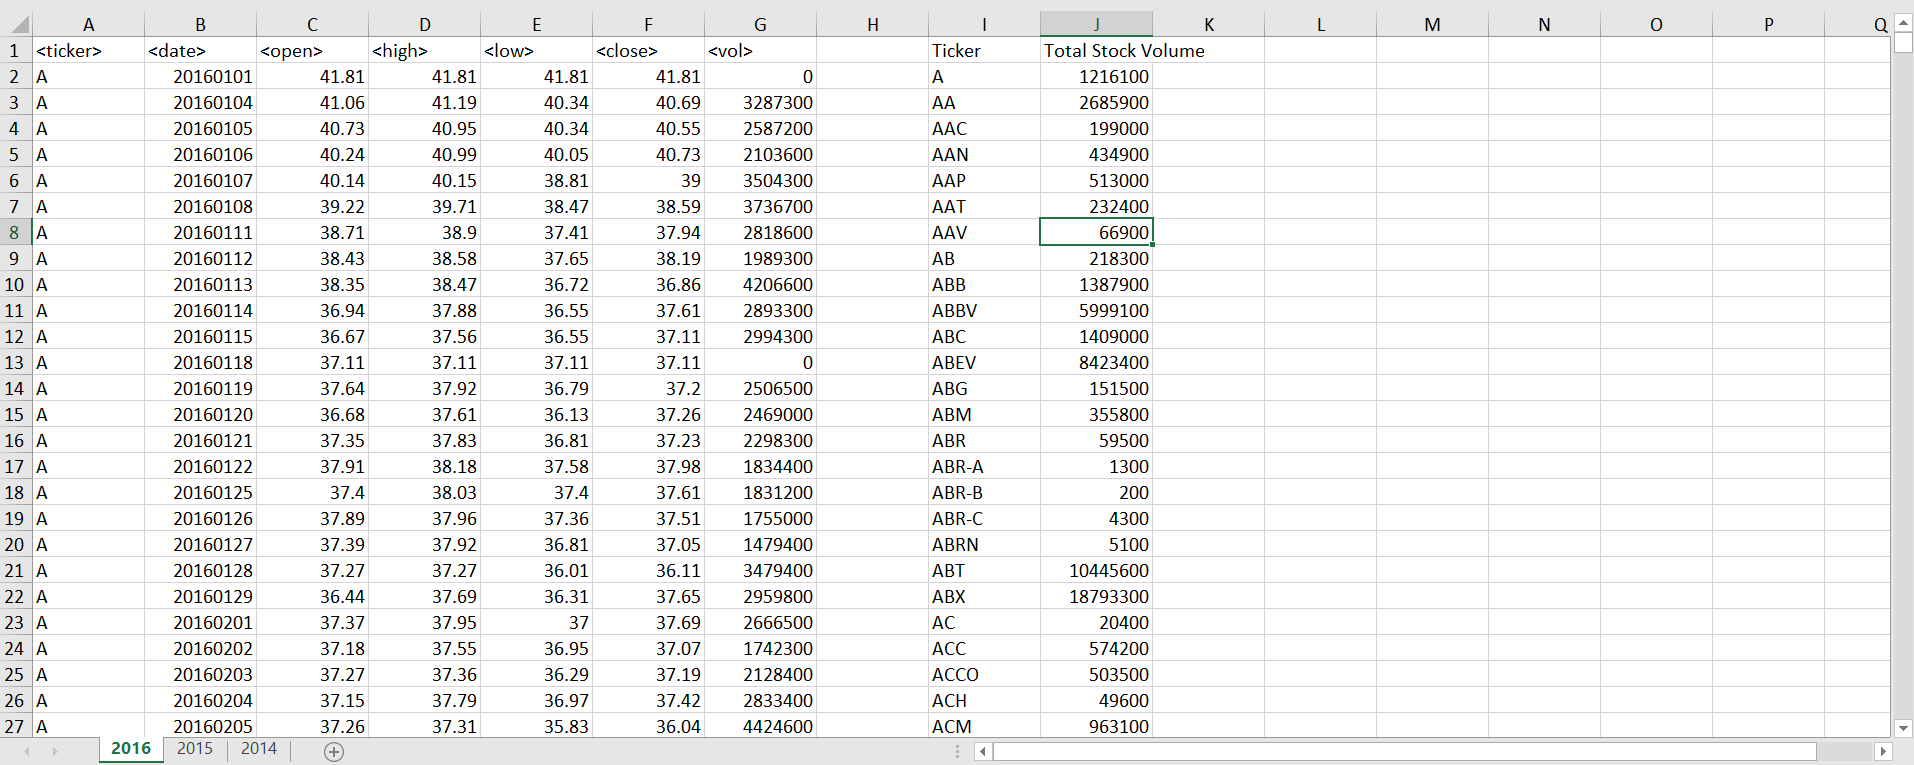 A B C D E F G H I J K L M N O P Q
1 <ticker> <date> <open> <high> <low> <close> <vol> Ticker Total Stock Volume
2 A 20160101 41.81 41.81 41.81 41.81 0 A 1216100
3 A 20160104 41.06 41.19 40.34 40.69 3287300 AA 2685900
4 A 20160105 40.73 40.95 40.34 40.55 2587200 AAC 199000
5 A 20160106 40.24 40.99 40.05 40.73 2103600 AAN 434900
6 A 20160107 40.14 40.15 38.81 39 3504300 AAP 513000
7 A 20160108 39.22 39.71 38.47 38.59 3736700 AAT 232400
8 A 20160111 38.71 38.9 37.41 37.94 2818600 AAV 66900
9 A 20160112 38.43 38.58 37.65 38.19 1989300 AB 218300
10 A 20160113 38.35 38.47 36.72 36.86 4206600 ABB 1387900
11 A 20160114 36.94 37.88 36.55 37.61 2893300 ABBV 5999100
12 A 20160115 36.67 37.56 36.55 37.11 2994300 ABC 1409000
13 A 20160118 37.11 37.11 37.11 37.11 0 ABEV 8423400
14 A 20160119 37.64 37.92 36.79 37.2 2506500 ABG 151500
15 A 20160120 36.68 37.61 36.13 37.26 2469000 ABM 355800
16 A 20160121 37.35 37.83 36.81 37.23 2298300 ABR 59500
17 A 20160122 37.91 38.18 37.58 37.98 1834400 ABR-A 1300
18 A 20160125 37.4 38.03 37.4 37.61 1831200 ABR-B 200
19 A 20160126 37.89 37.96 37.36 37.51 1755000 ABR-C 4300
20 A 20160127 37.39 37.92 36.81 37.05 1479400 ABRN 5100
21 A 20160128 37.27 37.27 36.01 36.11 3479400 ABT 10445600
22 A 20160129 36.44 37.69 36.31 37.65 2959800 ABX 18793300
23 A 20160201 37.37 37.95 37 37.69 2666500 AC 20400
24 A 20160202 37.18 37.55 36.95 37.07 1742300 ACC 574200
25 A 20160203 37.27 37.36 36.29 37.19 2128400 ACCO 503500
26 A 20160204 37.15 37.79 36.97 37.42 2833400 ACH 49600
27 A 20160205 37.26 37.31 35.83 36.04 4424600 ACM 963100
2016 2015 2014